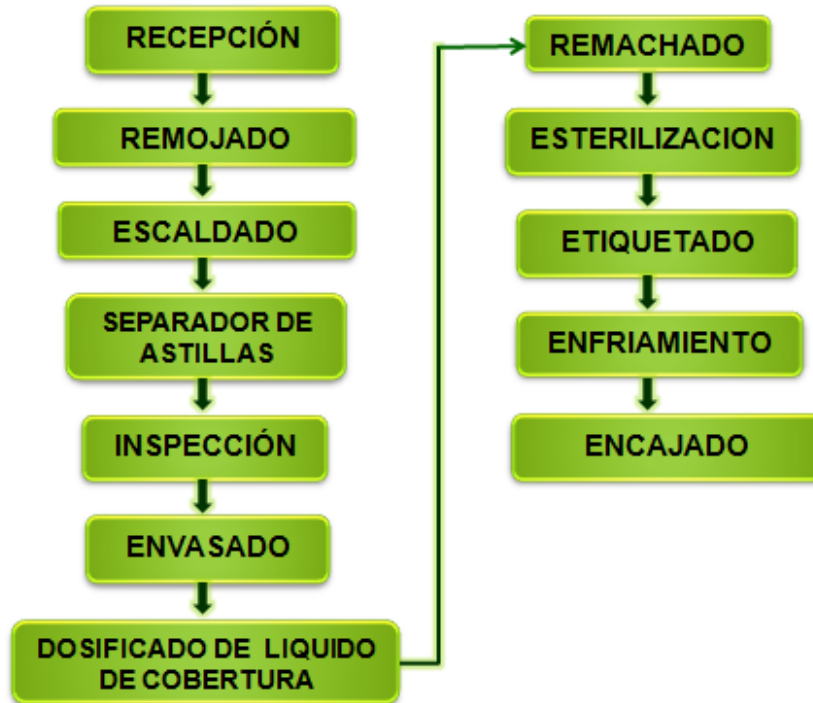 RECEPCIÓN
REMOJADO
ESCALDADO
SEPARADOR DE
ASTILLAS
INSPECCIÓN
ENVASADO
DOSIFICADO DE LIQUIDO
DE COBERTURA
REMACHADO
ESTERILIZACION
ETIQUETADO
ENFRIAMIENTO
ENCAJADO